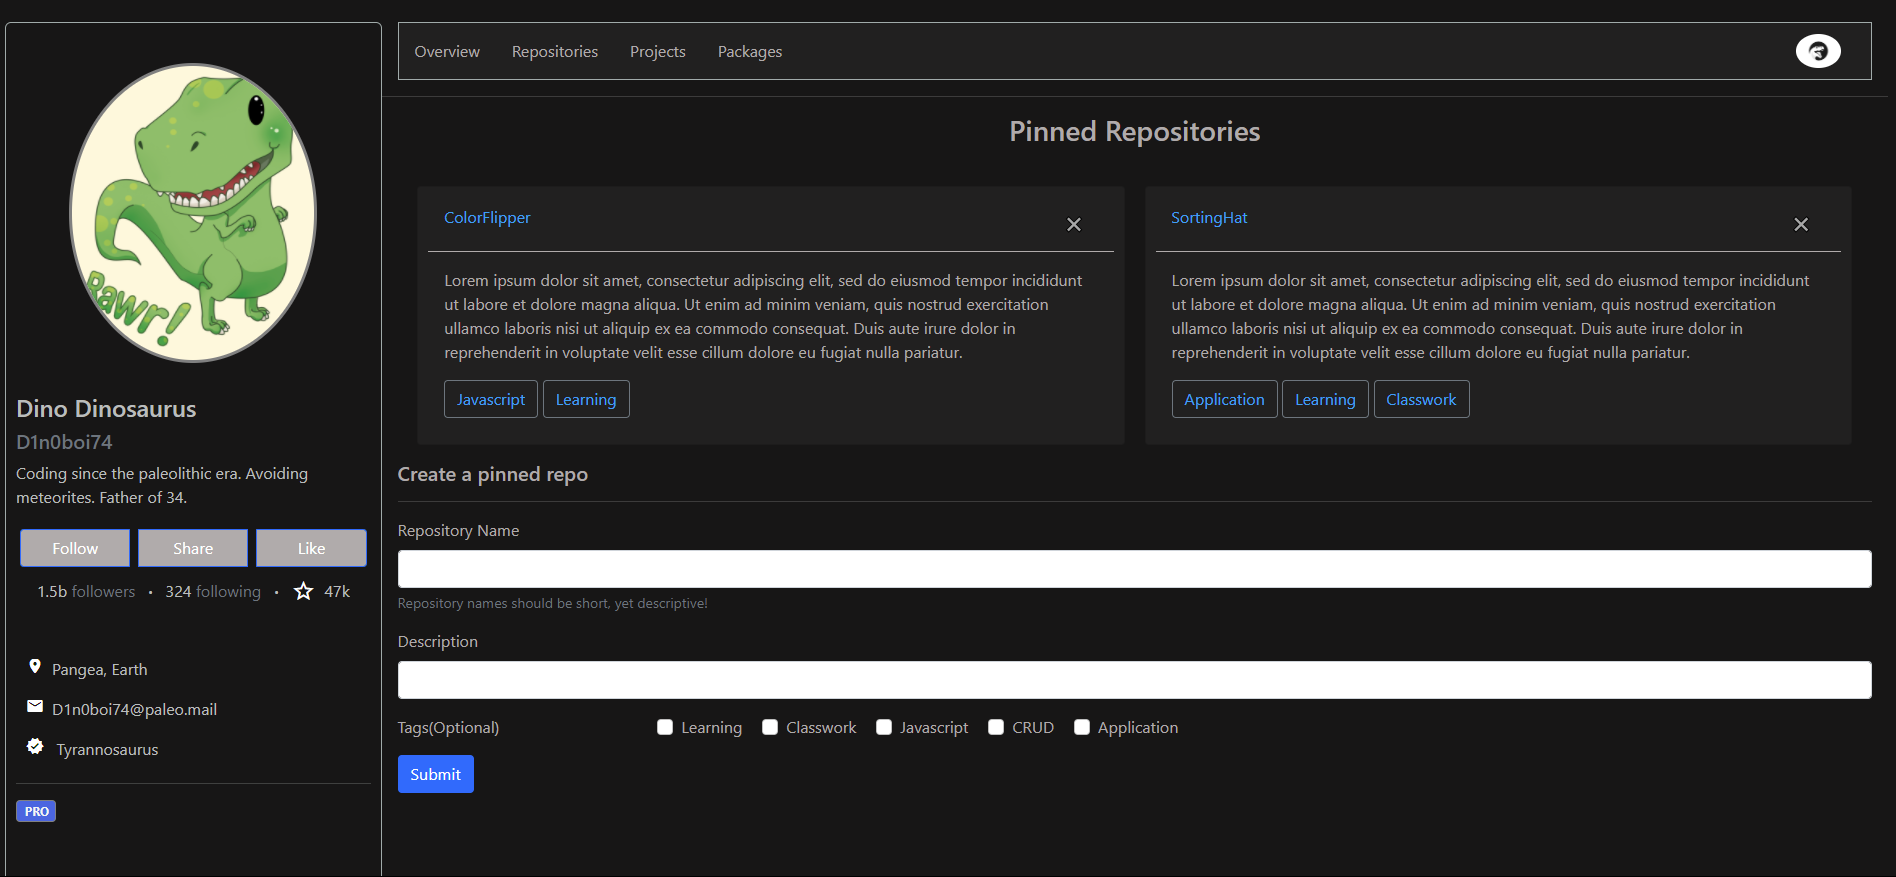 Overview Repositories Projects Packages
Rawr!
Dino Dinosaurus
D1n0boi74
Coding since the paleolithic era. Avoiding
meteorites. Father of 34.
Follow Share Like
1.5b followers • 324 following • 47k
Pangea, Earth
D1n0boi74@paleo.mail
Tyrannosaurus
PRO
Pinned Repositories
ColorFlipper
Lorem ipsum dolor sit amet, consectetur adipiscing elit, sed do eiusmod tempor incididunt
ut labore et dolore magna aliqua. Ut enim ad minim veniam, quis nostrud exercitation
ullamco laboris nisi ut aliquip ex ea commodo consequat. Duis aute irure dolor in
reprehenderit in voluptate velit esse cillum dolore eu fugiat nulla pariatur.
Javascript Learning
SortingHat
Lorem ipsum dolor sit amet, consectetur adipiscing elit, sed do eiusmod tempor incididunt
ut labore et dolore magna aliqua. Ut enim ad minim veniam, quis nostrud exercitation
ullamco laboris nisi ut aliquip ex ea commodo consequat. Duis aute irure dolor in
reprehenderit in voluptate velit esse cillum dolore eu fugiat nulla pariatur.
Application Learning Classwork
Create a pinned repo
Repository Name
Repository names should be short, yet descriptive!
Description
Tags(Optional) Learning Classwork Javascript CRUD Application
Submit